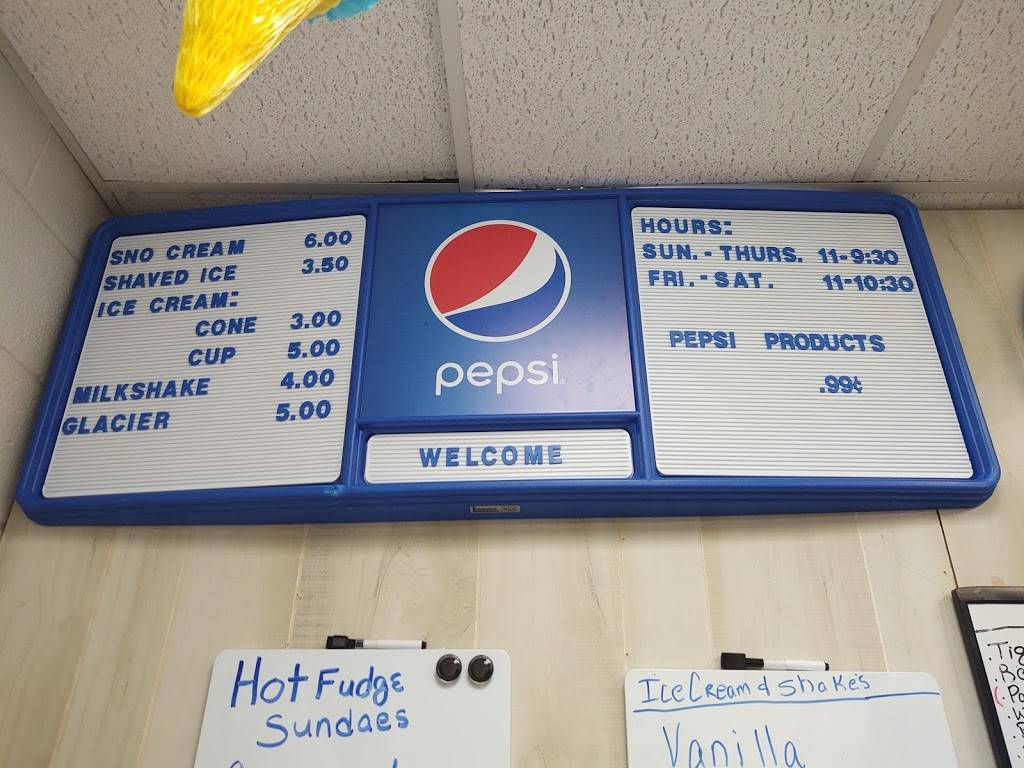 SNO CREAM 6.00
SHAVED ICE 3.50
ICE CREAM:
CONE 3.00
CUP 5.00
MILKSHAKE 4.00
GLACIER 5.00
pepsi
WELCOME
HOURS:
SUN.-THURS. 11-9:30
FRI.-SAT. 11-10:30
PEPSI PRODUCTS
.99¢
Hot Fudge
Sundaes
Ice Cream & Shake's
Vanilla